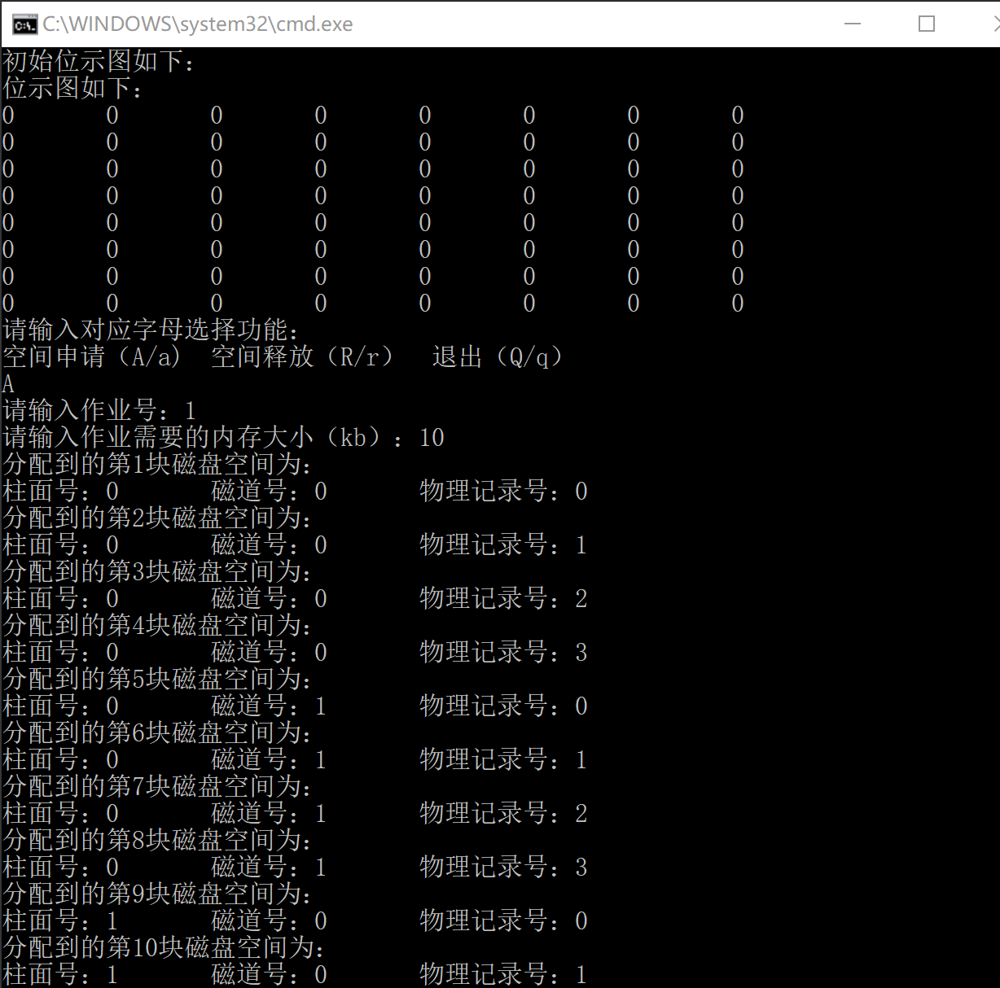 C:\WINDOWS\system32\cmd.exe
初始位示图如下：
位示图如下：
0 0 0 0 0 0 0 0
0 0 0 0 0 0 0 0
0 0 0 0 0 0 0 0
0 0 0 0 0 0 0 0
0 0 0 0 0 0 0 0
0 0 0 0 0 0 0 0
0 0 0 0 0 0 0 0
0 0 0 0 0 0 0 0
请输入对应字母选择功能：
空间申请（A/a) 空间释放（R/r） 退出（Q/q）
A
请输入作业号：1
请输入作业需要的内存大小（kb）：10
分配到的第1块磁盘空间为：
柱面号：0 磁道号：0 物理记录号：0
分配到的第2块磁盘空间为：
柱面号：0 磁道号：0 物理记录号：1
分配到的第3块磁盘空间为：
柱面号：0 磁道号：0 物理记录号：2
分配到的第4块磁盘空间为：
柱面号：0 磁道号：0 物理记录号：3
分配到的第5块磁盘空间为：
柱面号：0 磁道号：1 物理记录号：0
分配到的第6块磁盘空间为：
柱面号：0 磁道号：1 物理记录号：1
分配到的第7块磁盘空间为：
柱面号：0 磁道号：1 物理记录号：2
分配到的第8块磁盘空间为：
柱面号：0 磁道号：1 物理记录号：3
分配到的第9块磁盘空间为：
柱面号：1 磁道号：0 物理记录号：0
分配到的第10块磁盘空间为：
柱面号：1 磁道号：0 物理记录号：1